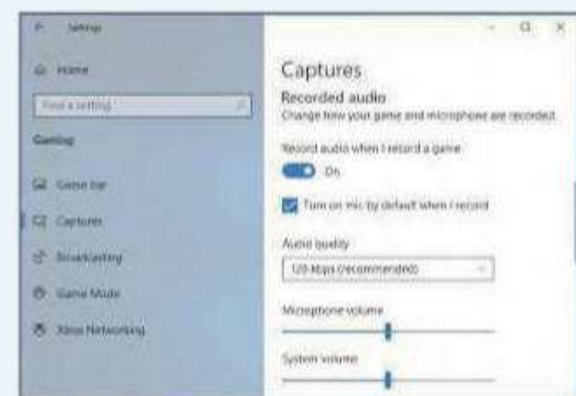 Settings
Home
Find a setting
Gaming
Game bar
Captures
Broadcasting
Game Mode
Xbox Networking
Captures
Recorded audio
Change how your game and microphone are recorded.
Record audio when I record a game
On
Turn on mic by default when I record
Audio quality
128 kbps (recommended)
Microphone volume
System volume